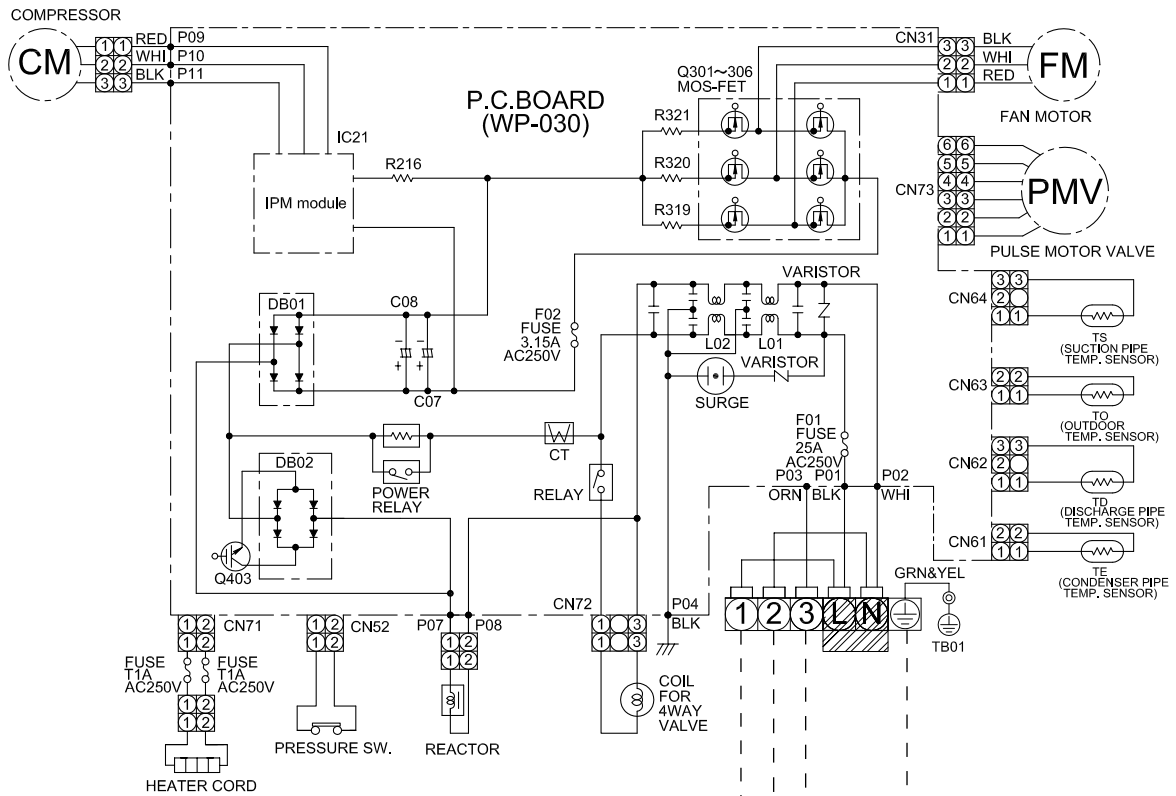 COMPRESSOR
CM
1 1 RED P09
2 2 WHI P10
3 3 BLK P11
P.C.BOARD
(WP-030)
IC21
IPM module
R216
Q301~306
MOS-FET
R321
R320
R319
CN31
3 3 BLK
2 2 WHI
1 1 RED
FM
FAN MOTOR
CN73
6 6
5 5
4 4
3 3
2 2
1 1
PMV
PULSE MOTOR VALVE
CN64
3 3
2
1 1
TS
(SUCTION PIPE
TEMP. SENSOR)
CN63
2 2
1 1
TO
(OUTDOOR
TEMP. SENSOR)
CN62
3 3
2
1 1
TD
(DISCHARGE PIPE
TEMP. SENSOR)
CN61
2 2
1 1
TE
(CONDENSER PIPE
TEMP. SENSOR)
DB01
C08
- -
+ +
C07
F02
FUSE
3.15A
AC250V
VARISTOR
L02
L01
VARISTOR
SURGE
F01
FUSE
25A
AC250V
CT
POWER
RELAY
RELAY
DB02
Q403
P03 P01 P02
ORN BLK WHI
GRN&YEL
1 2 3 L N
TB01
CN71
1 2
1 2
FUSE
T1A
AC250V
FUSE
T1A
AC250V
1 2
1 2
HEATER CORD
CN52
1 2
1 2
PRESSURE SW.
P07 P08
1 2
1 2
REACTOR
CN72
1 3
1 3
P04
BLK
COIL
FOR
4WAY
VALVE